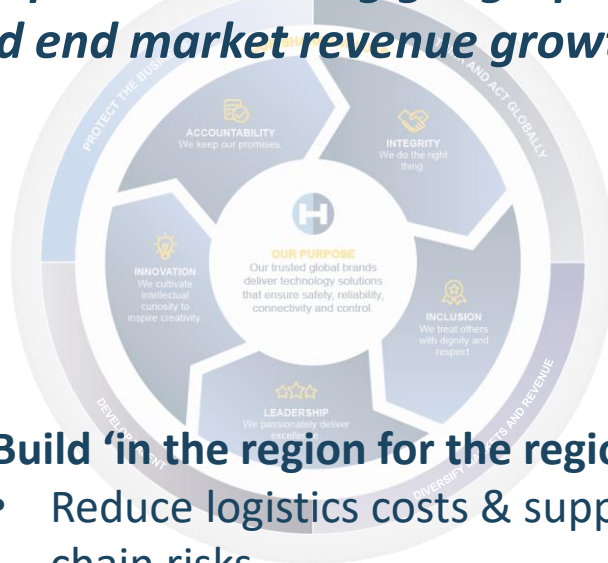 d end market revenue growt
PROTECT THE BUSI
AND ACT GLOBALLY
ACCOUNTABILITY
We keep our promises.
INTEGRITY
We do the right
thing
H
OUR PURPOSE
Our trusted global brands
deliver technology solutions
that ensure safety, reliability,
connectivity and control.
INNOVATION
We cultivate
intellectual
curiosity to
inspire creativity.
INCLUSION
We treat others
with dignity and
respect.
LEADERSHIP
We passionately deliver
DEVELOPMENT
AND REVENUE
Build ‘in the region for the regio
• Reduce logistics costs & supp
chain risks